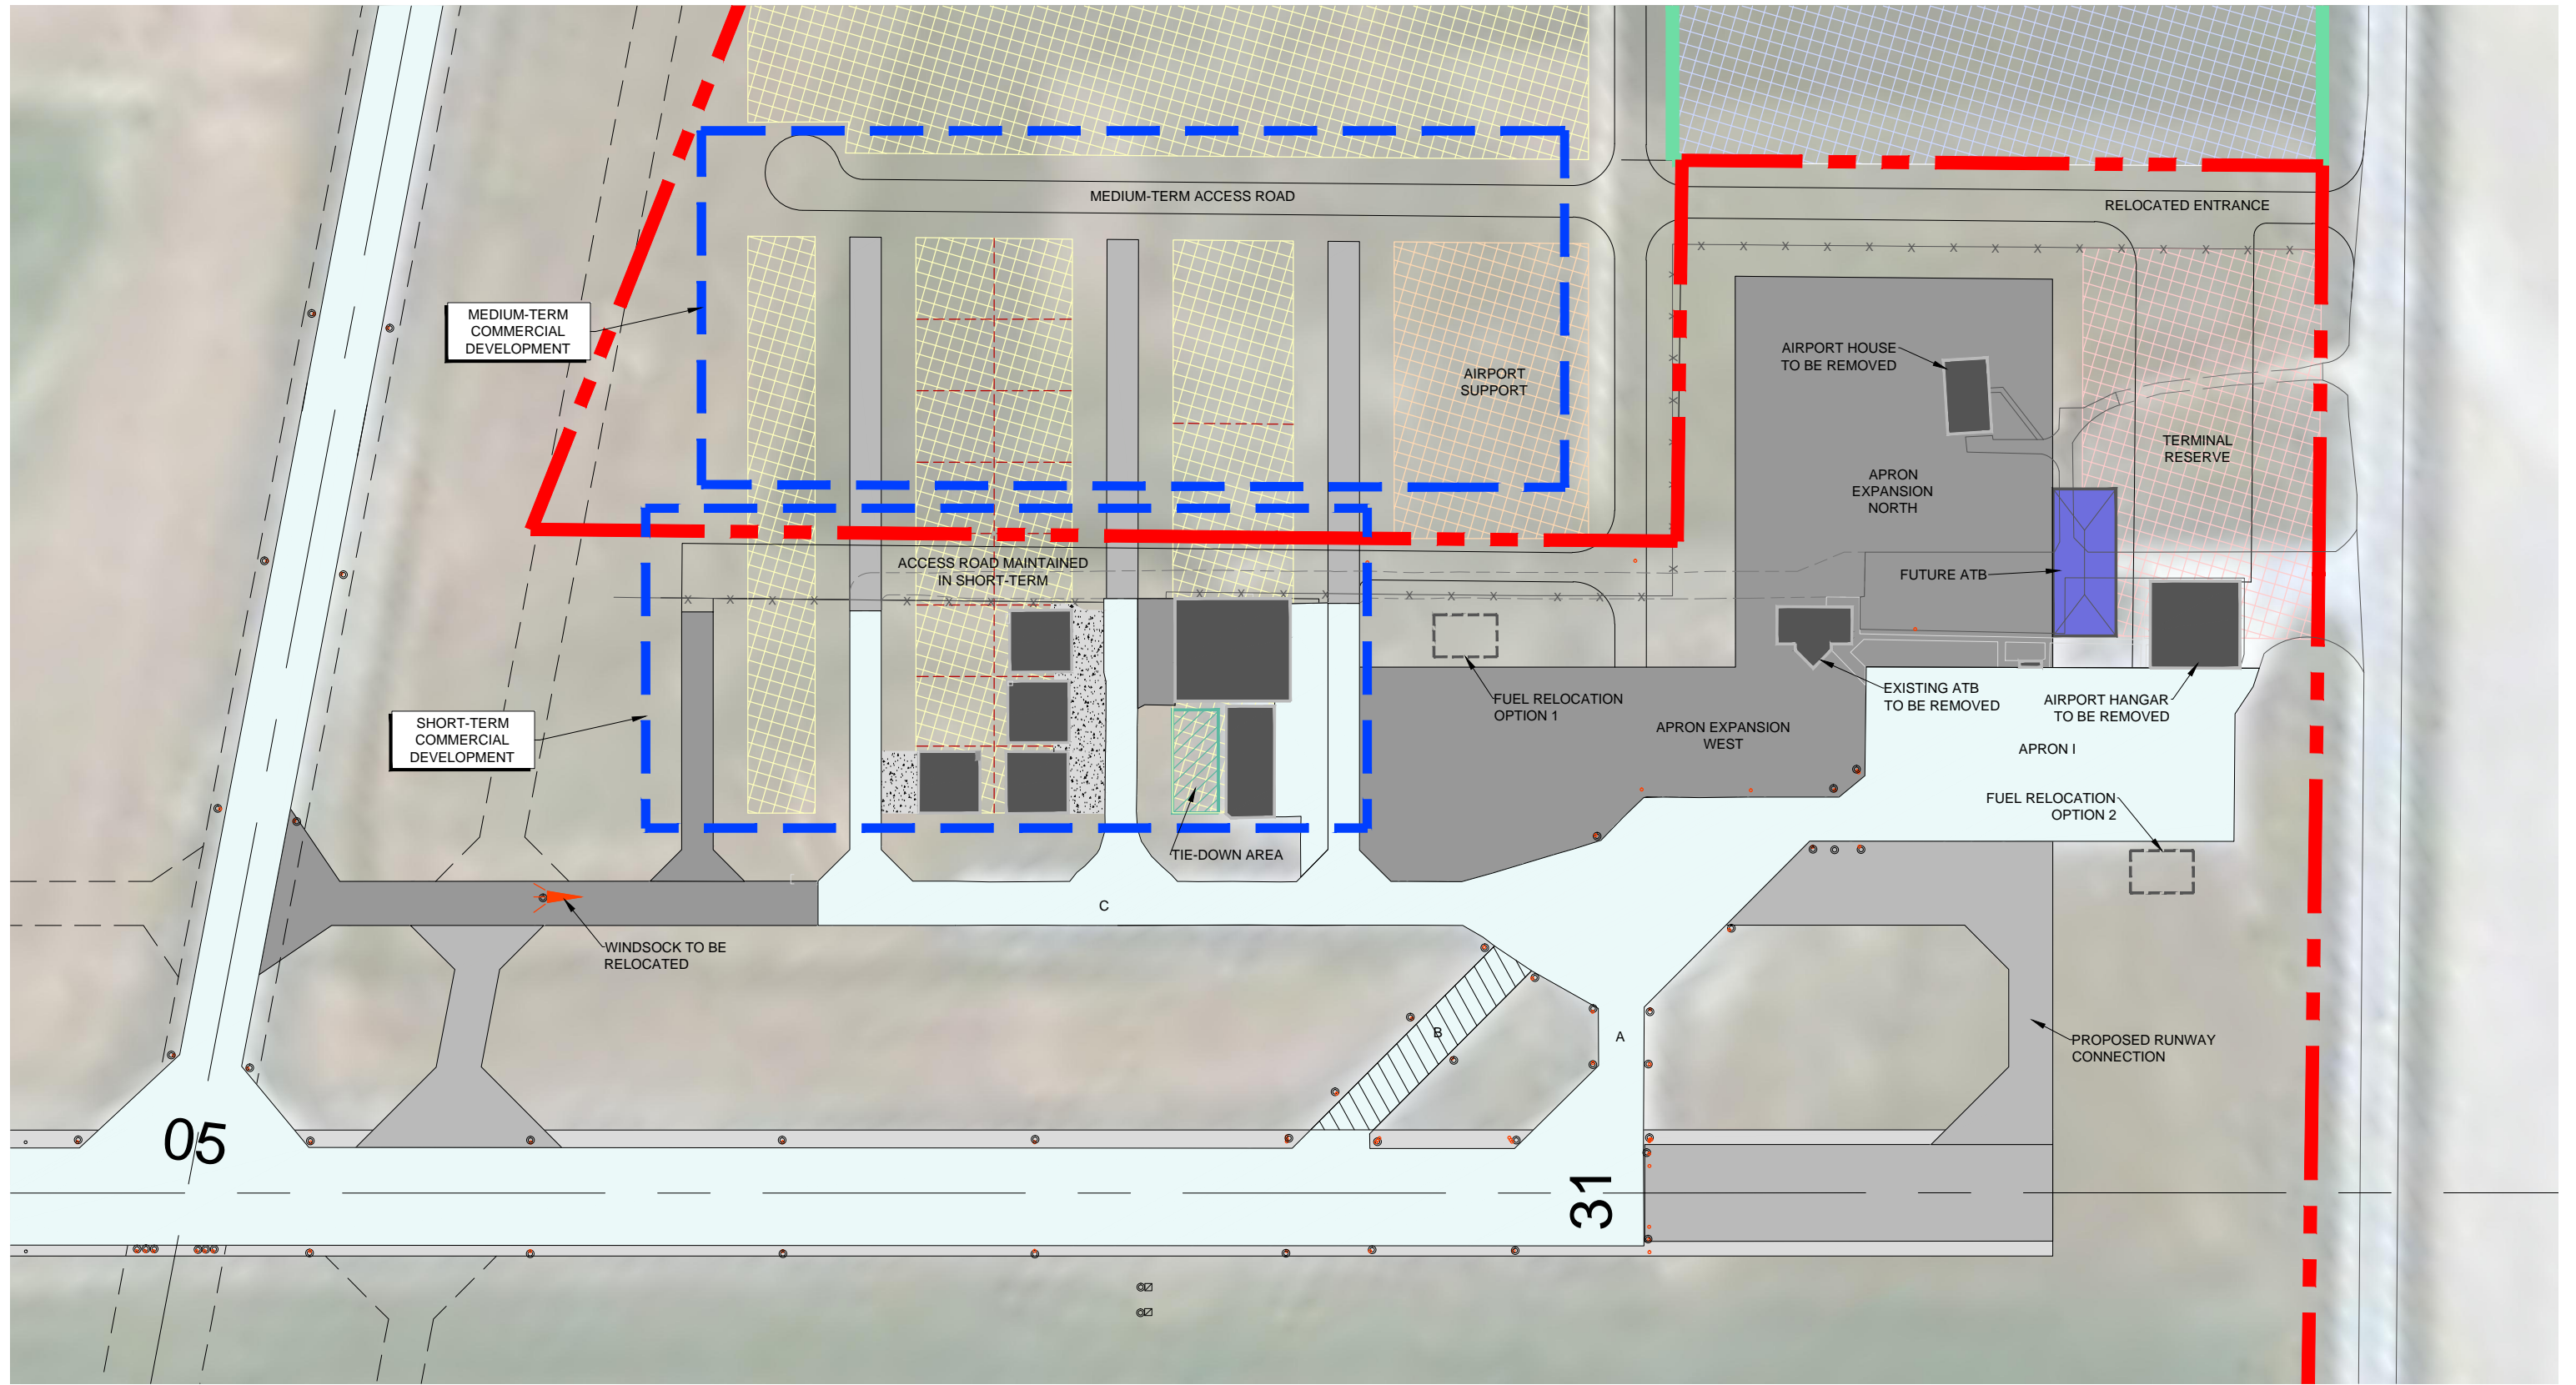 MEDIUM-TERM ACCESS ROAD
RELOCATED ENTRANCE
MEDIUM-TERM
COMMERCIAL
DEVELOPMENT
AIRPORT HOUSE
TO BE REMOVED
AIRPORT
SUPPORT
TERMINAL
RESERVE
APRON
EXPANSION
NORTH
ACCESS ROAD MAINTAINED
IN SHORT-TERM
FUTURE ATB
SHORT-TERM
COMMERCIAL
DEVELOPMENT
FUEL RELOCATION
OPTION 1
EXISTING ATB
TO BE REMOVED
AIRPORT HANGAR
TO BE REMOVED
APRON EXPANSION
WEST
APRON I
FUEL RELOCATION
OPTION 2
TIE-DOWN AREA
C
WINDSOCK TO BE
RELOCATED
B
A
PROPOSED RUNWAY
CONNECTION
05
31